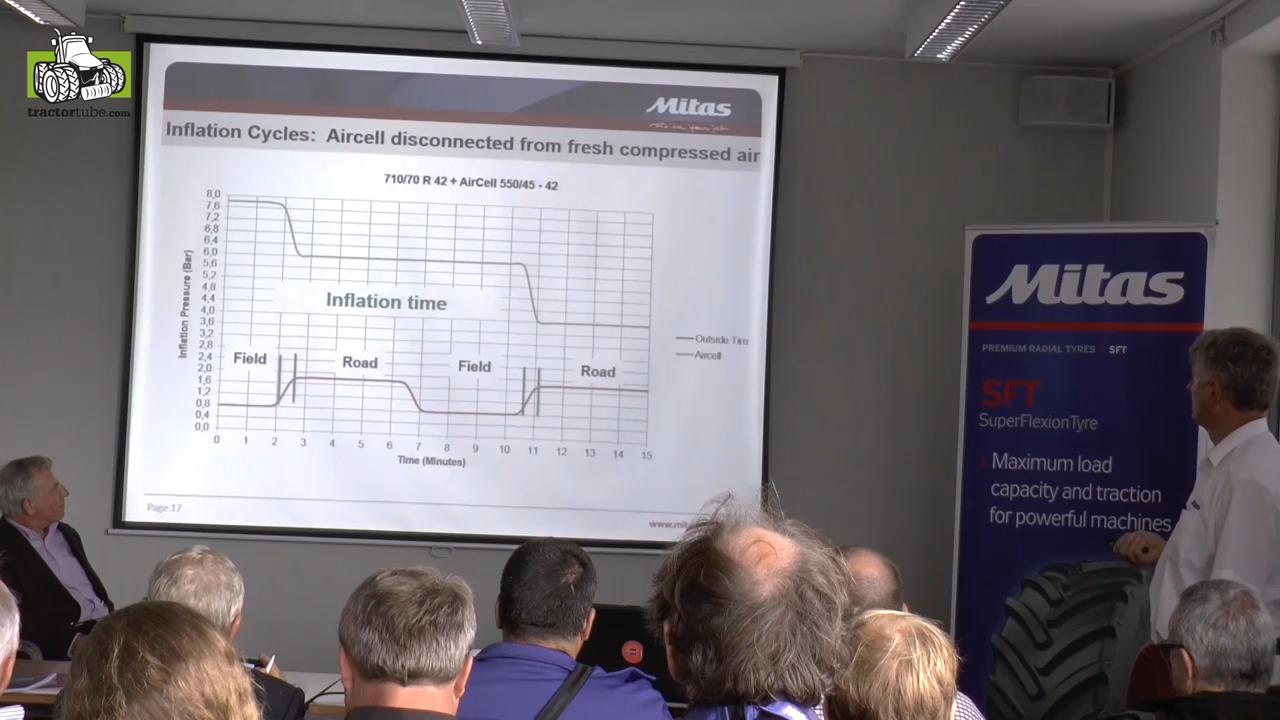 tractortube.com
Mitas
Inflation Cycles: Aircell disconnected from fresh compressed air
710/70 R 42 + AirCell 550/45 - 42
Inflation Pressure (Bar)
8,0
7,6
7,2
6,8
6,4
6,0
5,6
5,2
4,8
4,4
4,0
3,6
3,2
2,8
2,4
2,0
1,6
1,2
0,8
0,4
0,0
Inflation time
Field
Road
Field
Road
Outside Tire
Aircell
0 1 2 3 4 5 6 7 8 9 10 11 12 13 14 15
Time (Minutes)
Page 17
Mitas
PREMIUM RADIAL TYRES SFT
SFT
SuperFlexionTyre
Maximum load
capacity and traction
for powerful machines